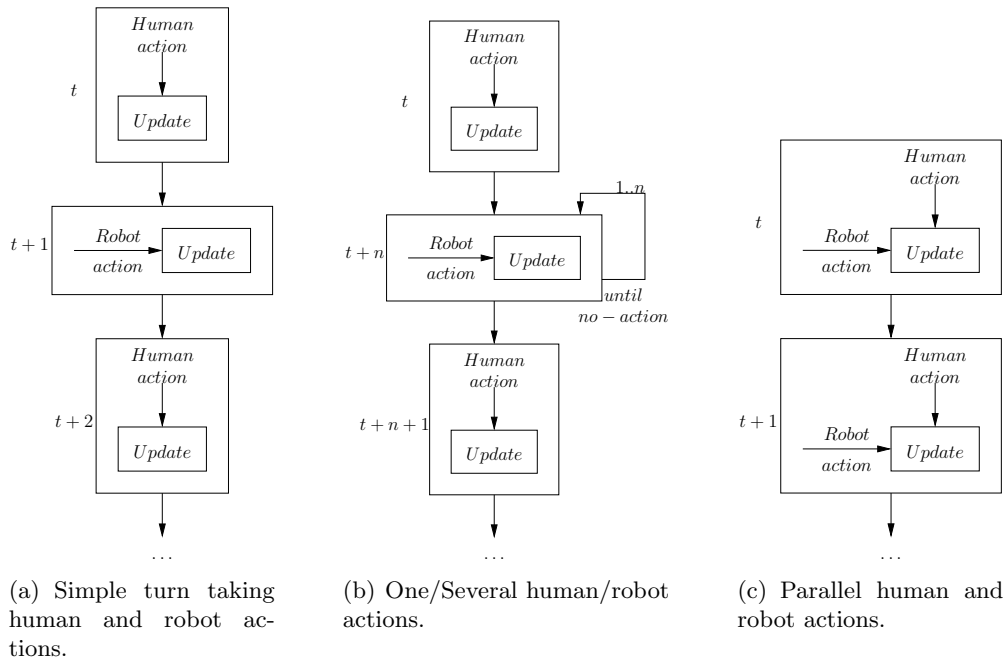 Human
action
t
Update
t + 1
Robot
action
Update
Human
action
t + 2
Update
...
(a) Simple turn taking
human and robot ac-
tions.
Human
action
t
Update
1..n
t + n
Robot
action
Update
until
no − action
Human
action
t + n + 1
Update
...
(b) One/Several human/robot
actions.
Human
action
t
Robot
action
Update
Human
action
t + 1
Robot
action
Update
...
(c) Parallel human and
robot actions.